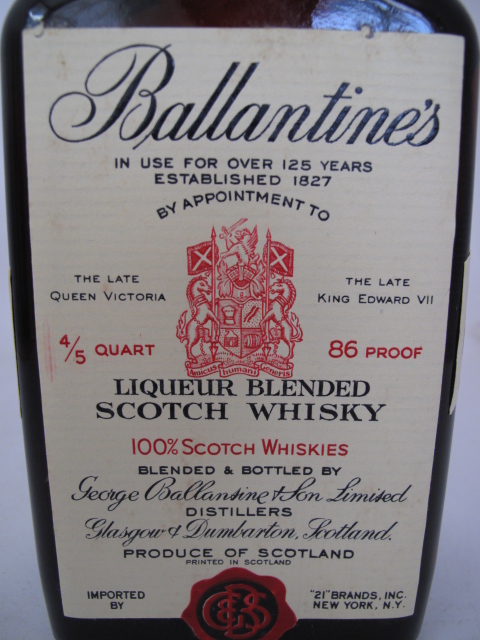 Ballantine's
IN USE FOR OVER 125 YEARS
ESTABLISHED 1827
BY APPOINTMENT TO
THE LATE
QUEEN VICTORIA
THE LATE
KING EDWARD VII
4/5 QUART
86 PROOF
Amicus humani generis
LIQUEUR BLENDED
SCOTCH WHISKY
100% SCOTCH WHISKIES
BLENDED & BOTTLED BY
George Ballantine & Son Limited
DISTILLERS
Glasgow & Dumbarton, Scotland.
PRODUCE OF SCOTLAND
PRINTED IN SCOTLAND
IMPORTED
BY
"21" BRANDS, INC.
NEW YORK, N.Y.